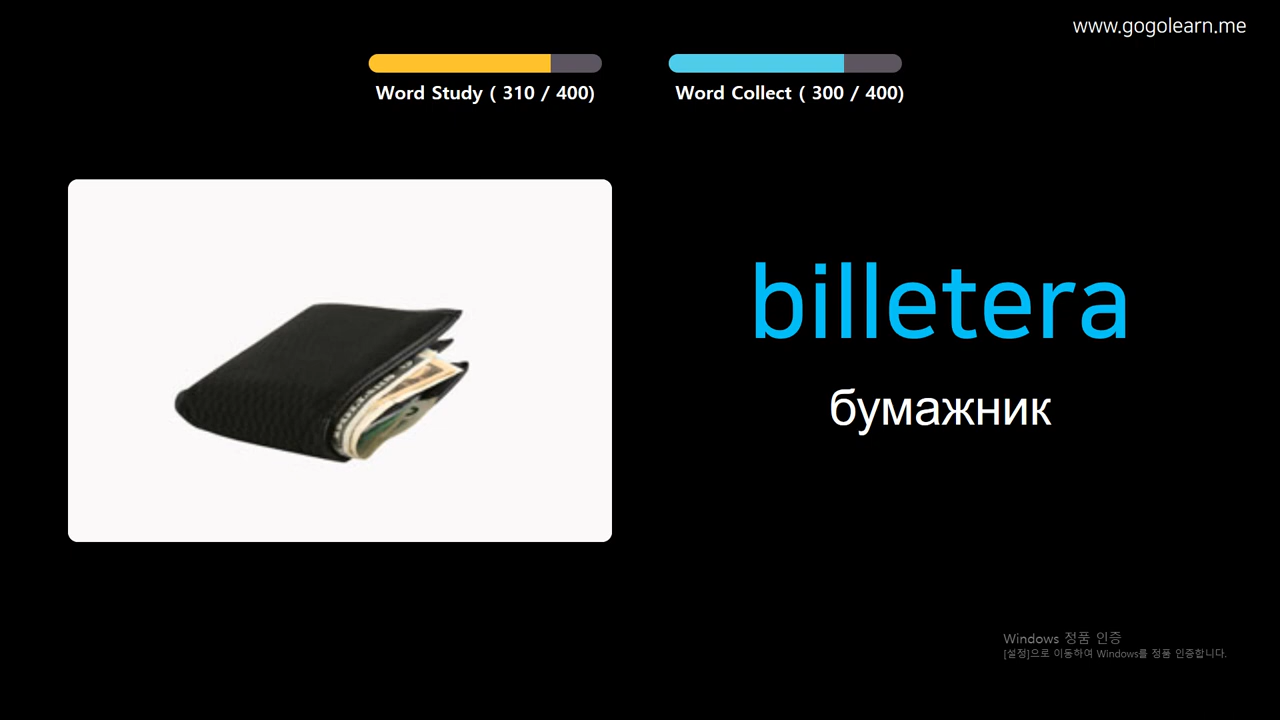 www.gogolearn.me
Word Study ( 310 / 400)
Word Collect ( 300 / 400)
billetera
бумажник
Windows 정품 인증
[설정]으로 이동하여 Windows를 정품 인증합니다.